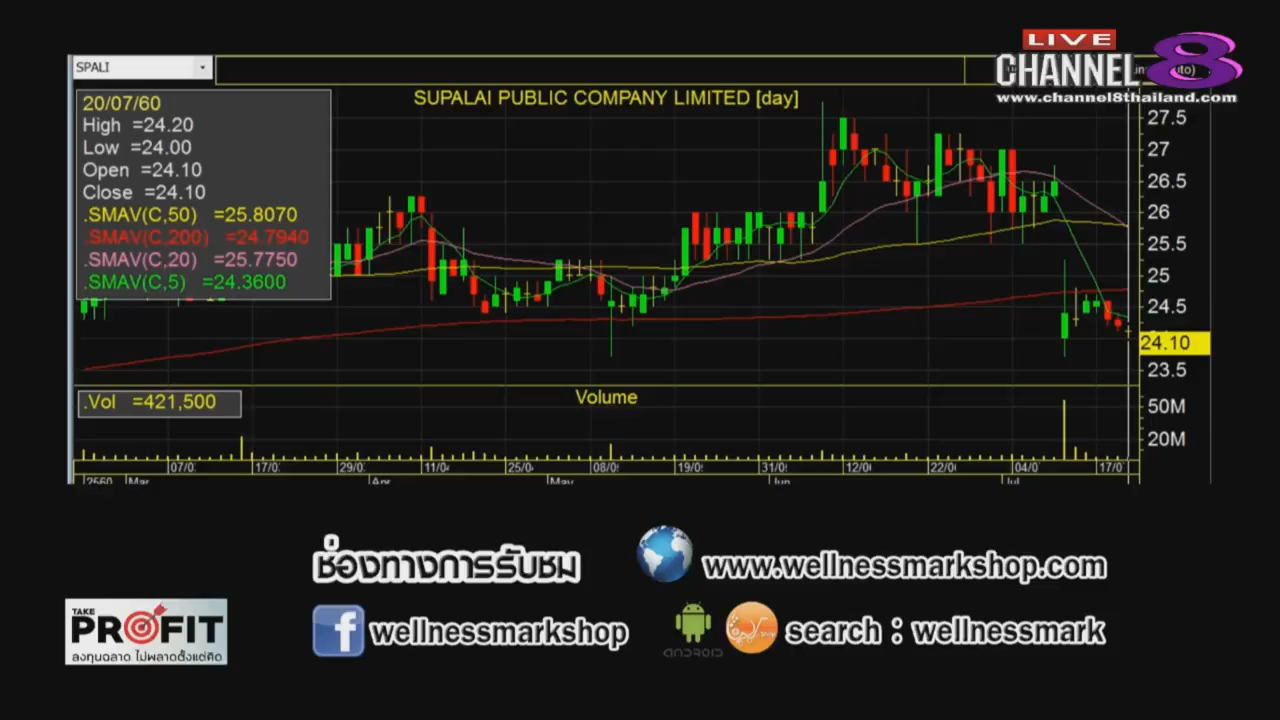 LIVE
CHANNEL 8
www.channel8thailand.com
SPALI
SUPALAI PUBLIC COMPANY LIMITED [day]
20/07/60
High =24.20
Low =24.00
Open =24.10
Close =24.10
.SMAV(C,50) =25.8070
.SMAV(C,200) =24.7940
.SMAV(C,20) =25.7750
.SMAV(C,5) =24.3600
27.5
27
26.5
26
25.5
25
24.5
24.10
23.5
.Vol =421,500
Volume
50M
20M
07/0 17/0 29/0 11/0 25/0 08/0 19/0 31/0 12/0 22/0 04/0 17/0
2560 Mar Apr May Jun Jul
ช่องทางการรับชม
www.wellnessmarkshop.com
TAKE
PROFIT
ลงทุนฉลาด ไม่พลาดตั้งแต่คิด
wellnessmarkshop
ANDROID
search : wellnessmark